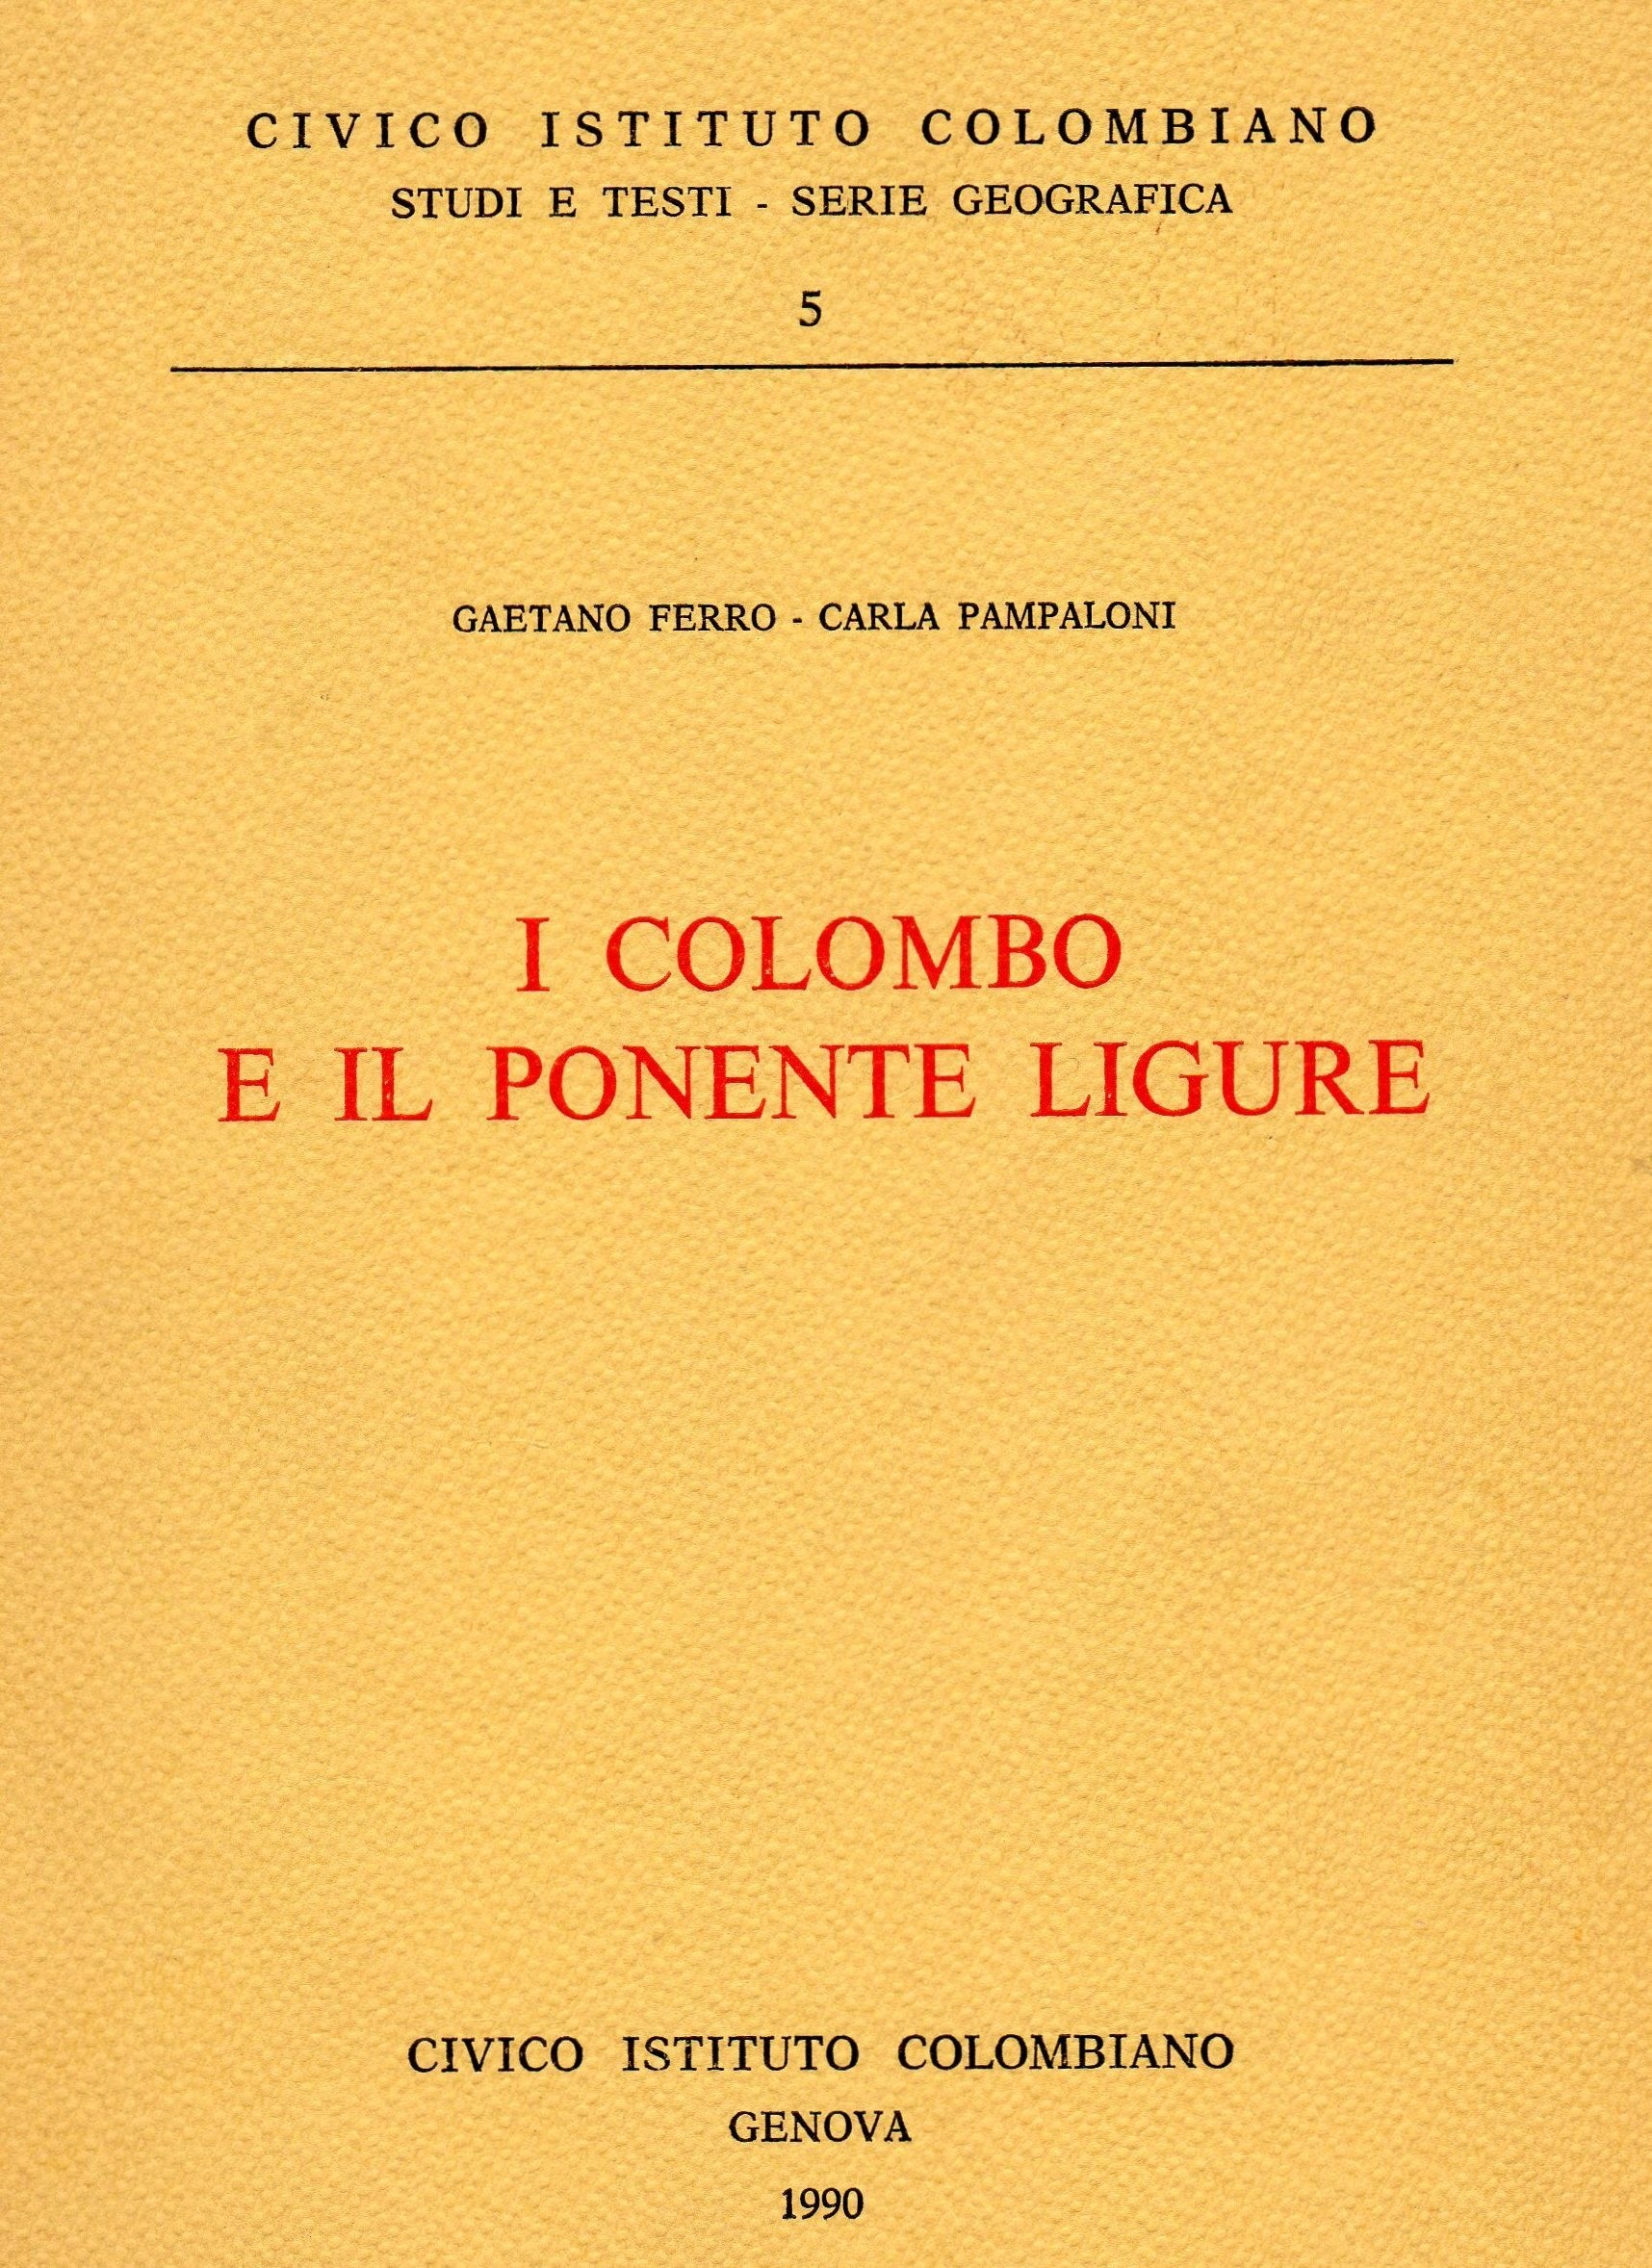 CIVICO ISTITUTO COLOMBIANO
STUDI E TESTI - SERIE GEOGRAFICA
5
GAETANO FERRO - CARLA PAMPALONI
I COLOMBO
E IL PONENTE LIGURE
CIVICO ISTITUTO COLOMBIANO
GENOVA
1990